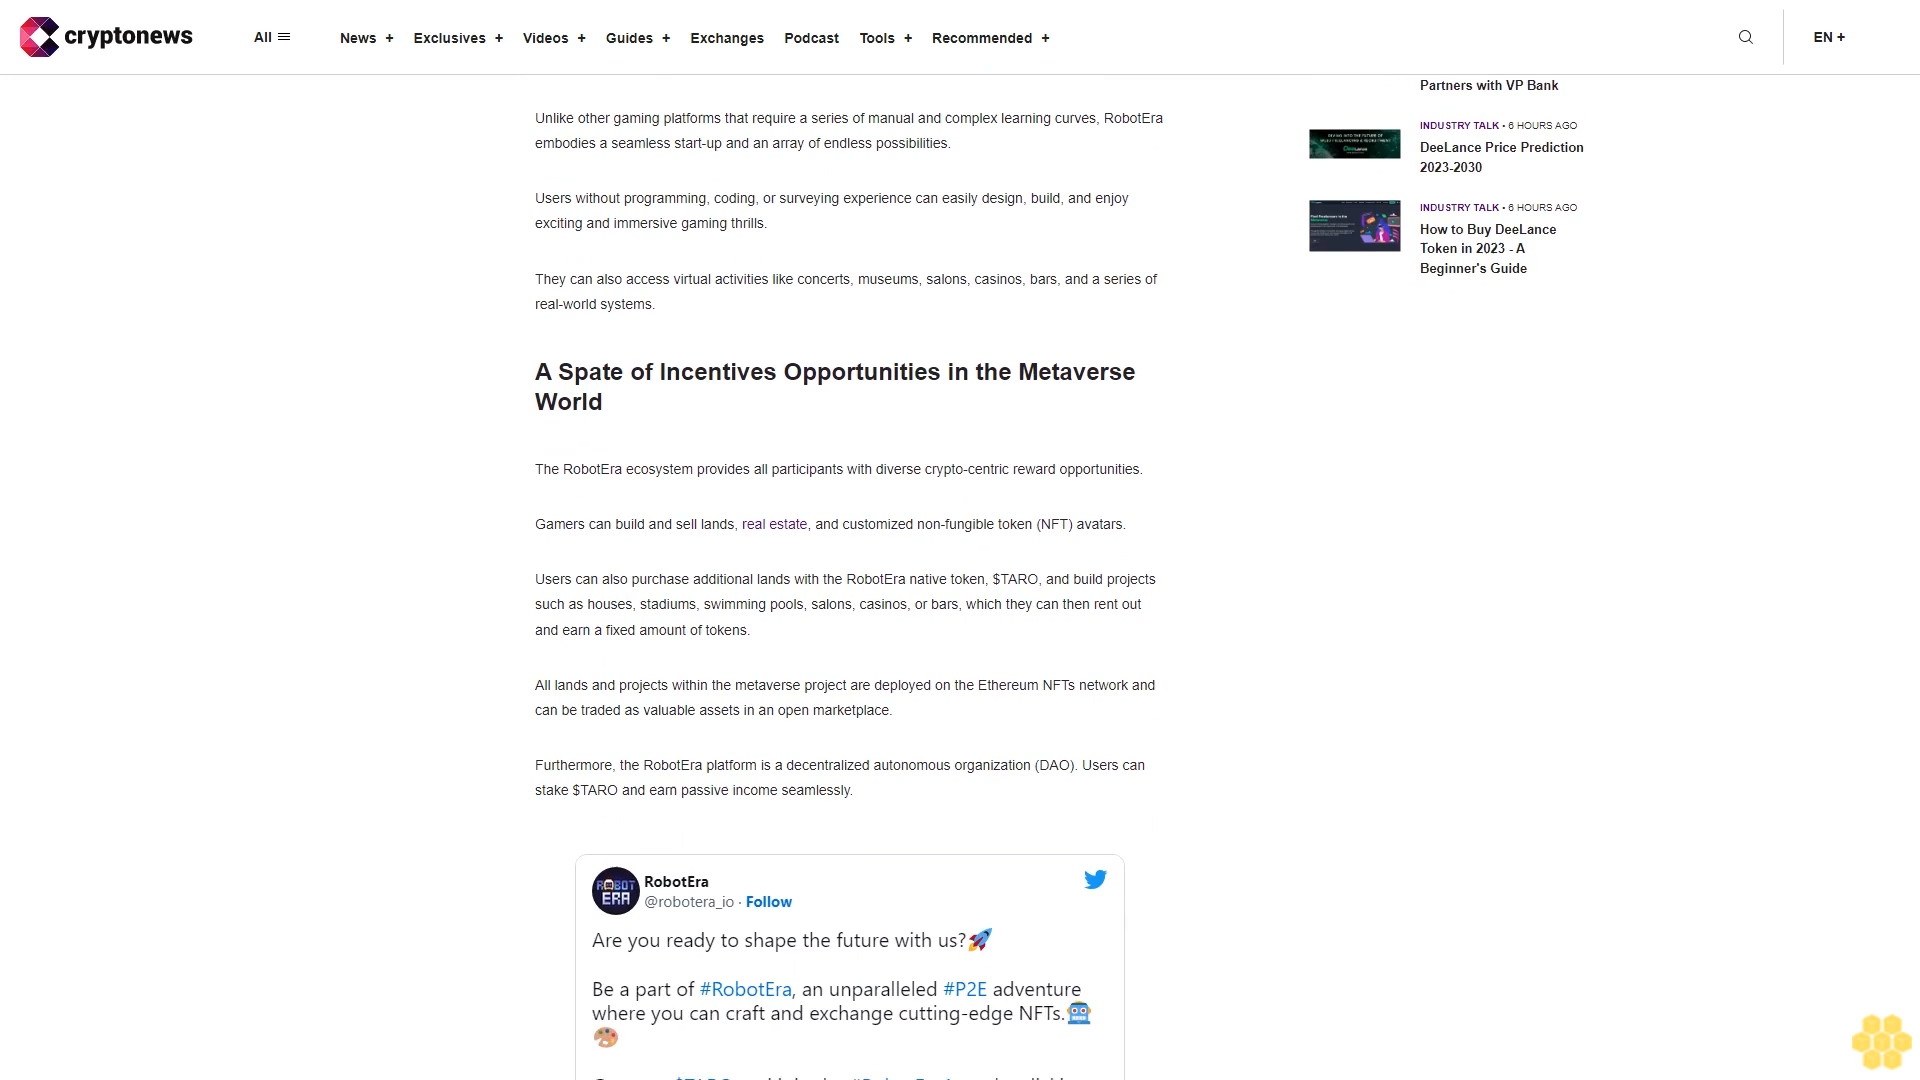 cryptonews
All
News +
Exclusives +
Videos +
Guides +
Exchanges
Podcast
Tools +
Recommended +
EN +
Unlike other gaming platforms that require a series of manual and complex learning curves, RobotEra
embodies a seamless start-up and an array of endless possibilities.
Users without programming, coding, or surveying experience can easily design, build, and enjoy
exciting and immersive gaming thrills.
They can also access virtual activities like concerts, museums, salons, casinos, bars, and a series of
real-world systems.
A Spate of Incentives Opportunities in the Metaverse
World
The RobotEra ecosystem provides all participants with diverse crypto-centric reward opportunities.
Gamers can build and sell lands, real estate, and customized non-fungible token (NFT) avatars.
Users can also purchase additional lands with the RobotEra native token, $TARO, and build projects
such as houses, stadiums, swimming pools, salons, casinos, or bars, which they can then rent out
and earn a fixed amount of tokens.
All lands and projects within the metaverse project are deployed on the Ethereum NFTs network and
can be traded as valuable assets in an open marketplace.
Furthermore, the RobotEra platform is a decentralized autonomous organization (DAO). Users can
stake $TARO and earn passive income seamlessly.
ROBOT
ERA
RobotEra
@robotera_io · Follow
Are you ready to shape the future with us?🚀
Be a part of #RobotEra, an unparalleled #P2E adventure
where you can craft and exchange cutting-edge NFTs.🤖
🎨
Partners with VP Bank
INDUSTRY TALK • 6 HOURS AGO
DeeLance Price Prediction
2023-2030
INDUSTRY TALK • 6 HOURS AGO
How to Buy DeeLance
Token in 2023 - A
Beginner's Guide